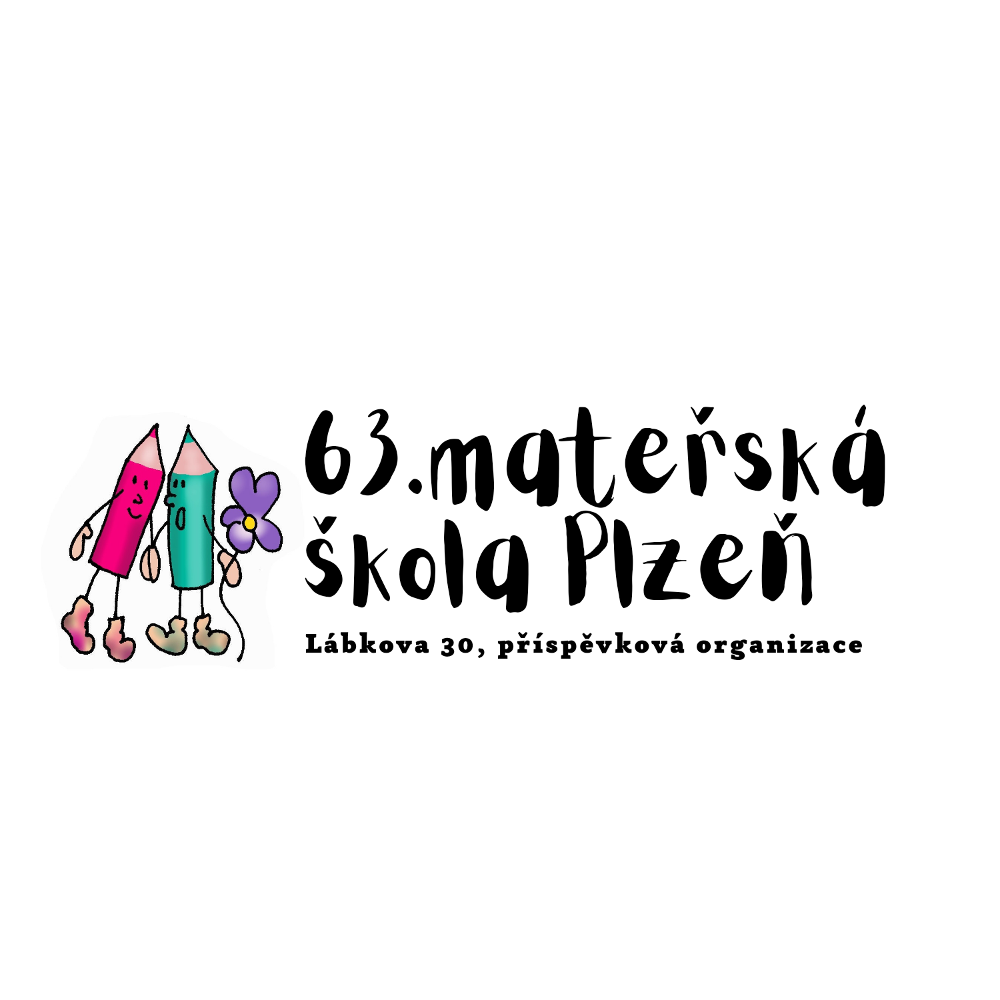 63.mateřská
škola Plzeň
Lábkova 30, příspěvková organizace